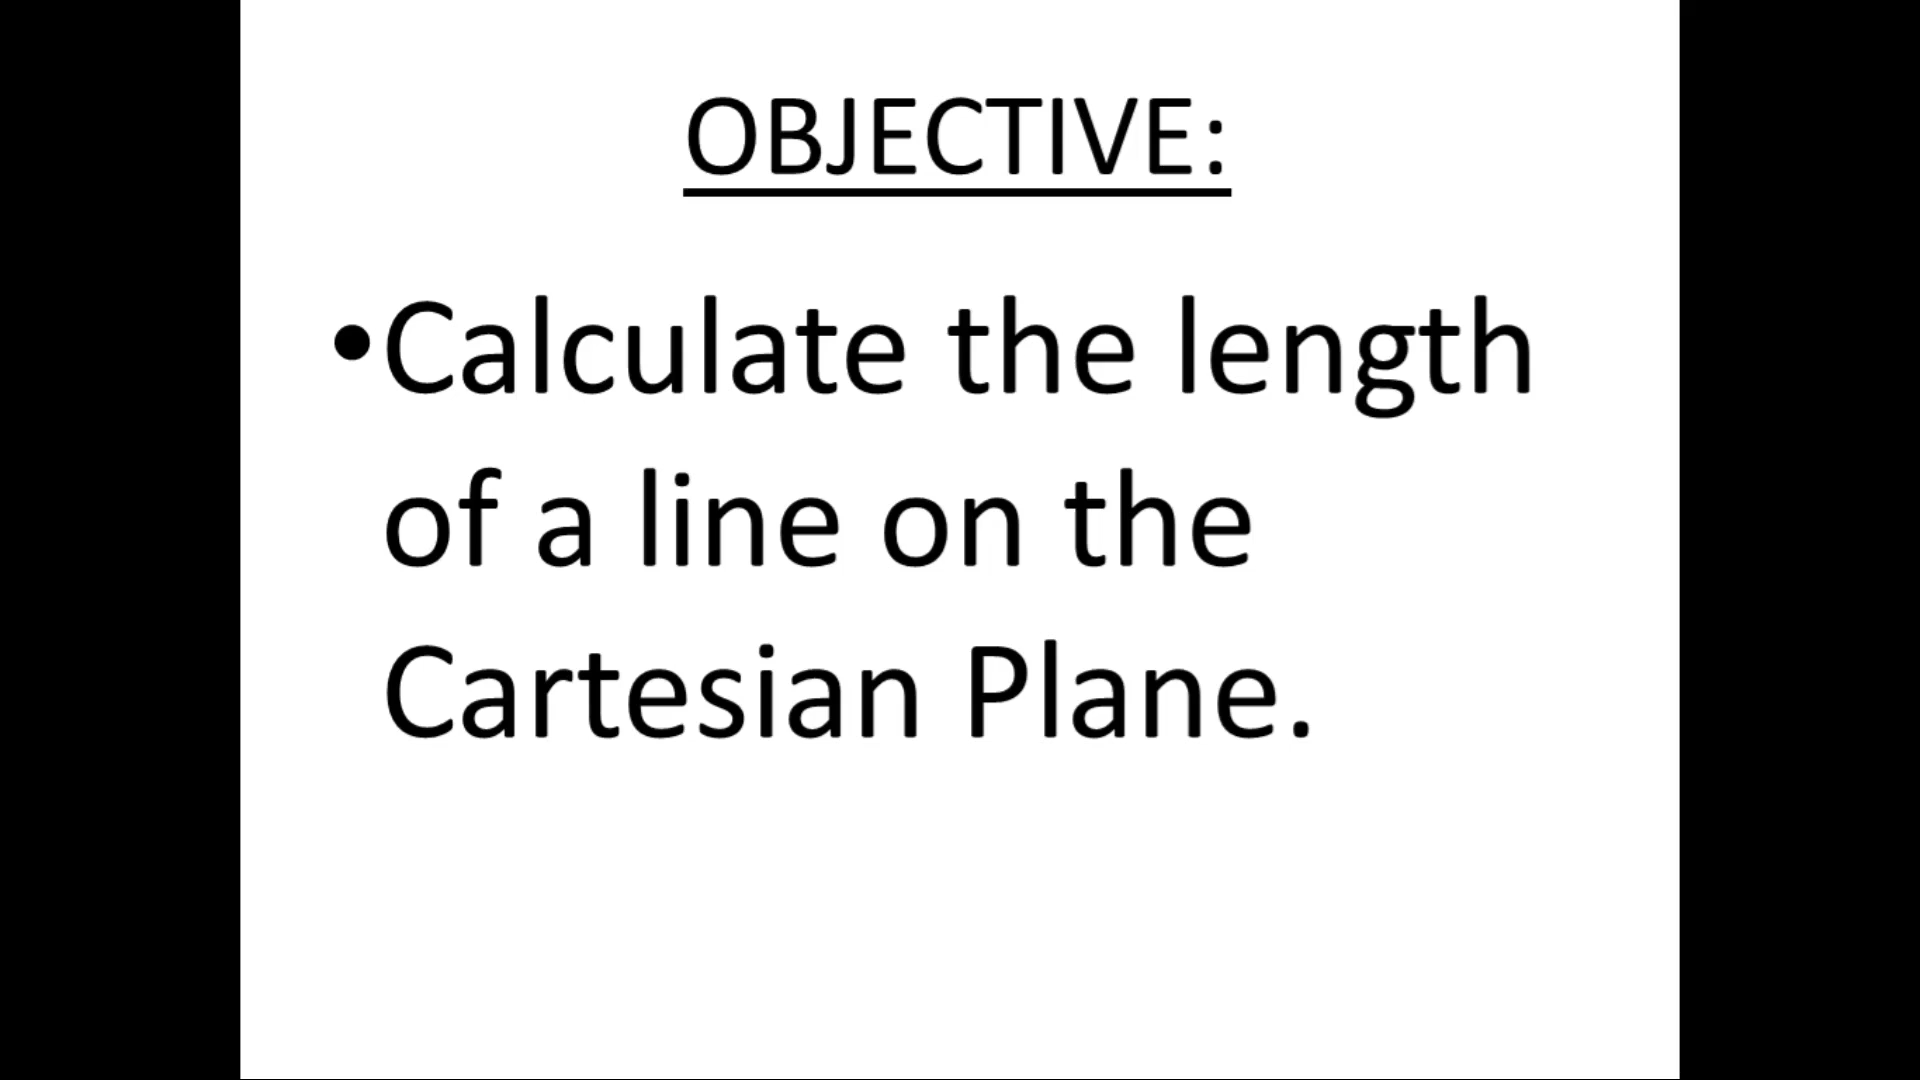 OBJECTIVE:
•Calculate the length
of a line on the
Cartesian Plane.